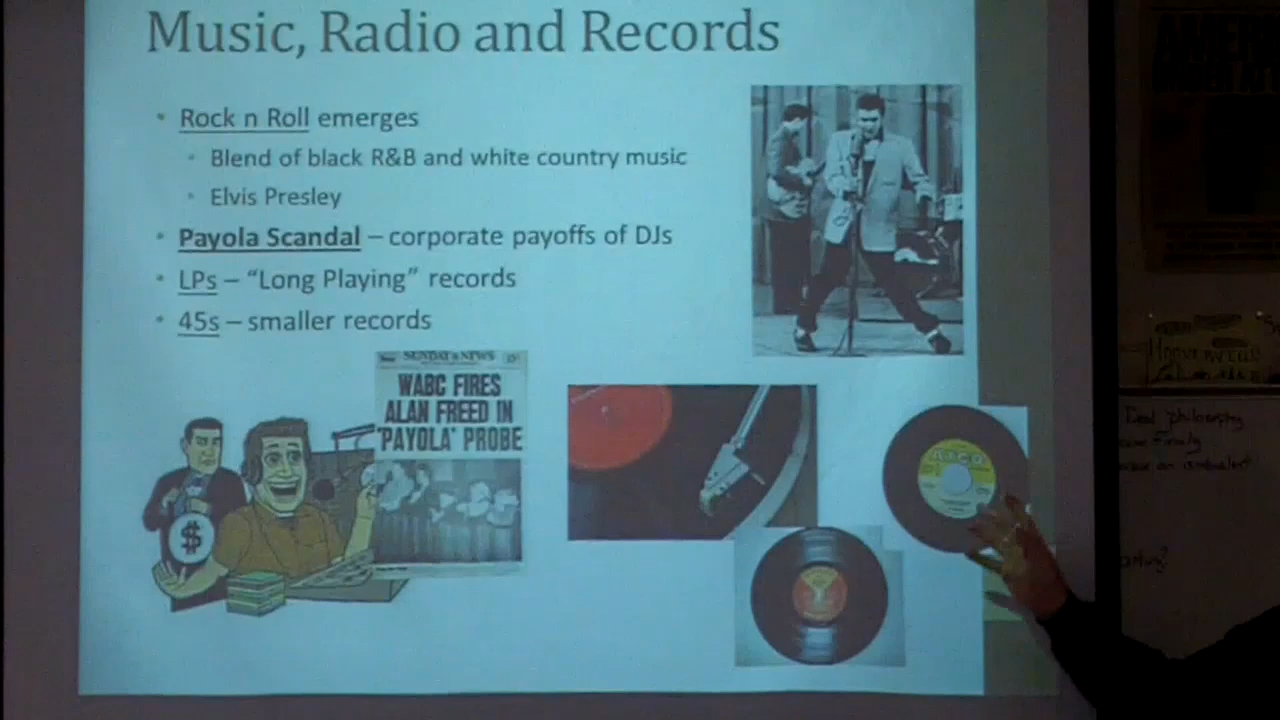 Music, Radio and Records
• Rock n Roll emerges
• Blend of black R&B and white country music
• Elvis Presley
• Payola Scandal – corporate payoffs of DJs
• LPs – “Long Playing” records
• 45s – smaller records
SUNDAY NEWS
WABC FIRES
ALAN FREED IN
'PAYOLA' PROBE
$
ATCO
philosophy